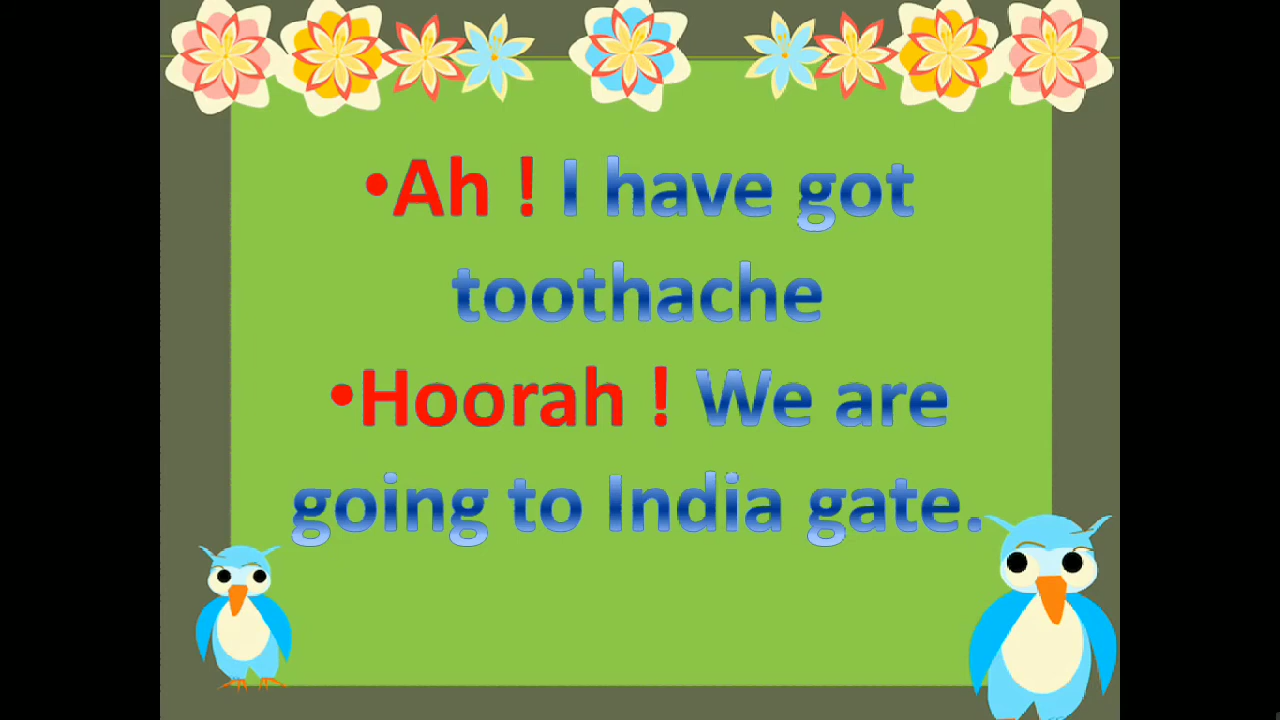 •Ah ! I have got
toothache
•Hoorah ! We are
going to India gate.